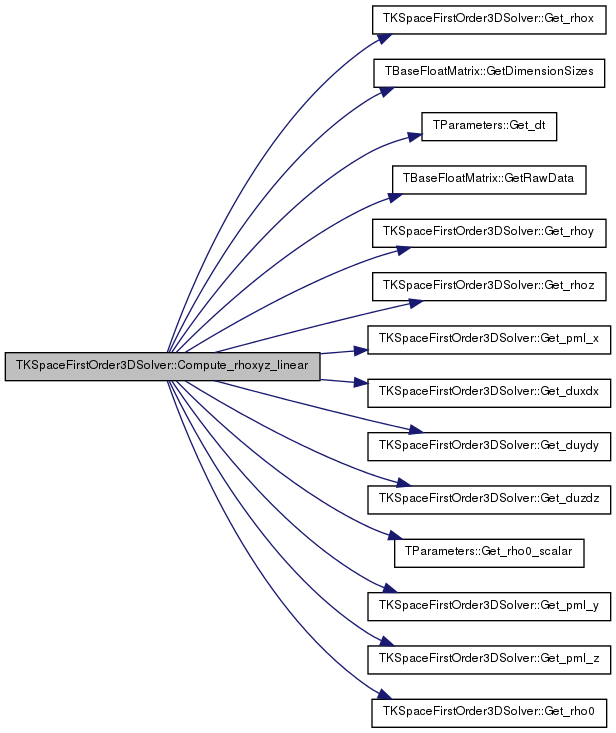 TKSpaceFirstOrder3DSolver::Get_rhox
TBaseFloatMatrix::GetDimensionSizes
TParameters::Get_dt
TBaseFloatMatrix::GetRawData
TKSpaceFirstOrder3DSolver::Get_rhoy
TKSpaceFirstOrder3DSolver::Get_rhoz
TKSpaceFirstOrder3DSolver::Get_pml_x
TKSpaceFirstOrder3DSolver::Compute_rhoxyz_linear
TKSpaceFirstOrder3DSolver::Get_duxdx
TKSpaceFirstOrder3DSolver::Get_duydy
TKSpaceFirstOrder3DSolver::Get_duzdz
TParameters::Get_rho0_scalar
TKSpaceFirstOrder3DSolver::Get_pml_y
TKSpaceFirstOrder3DSolver::Get_pml_z
TKSpaceFirstOrder3DSolver::Get_rho0